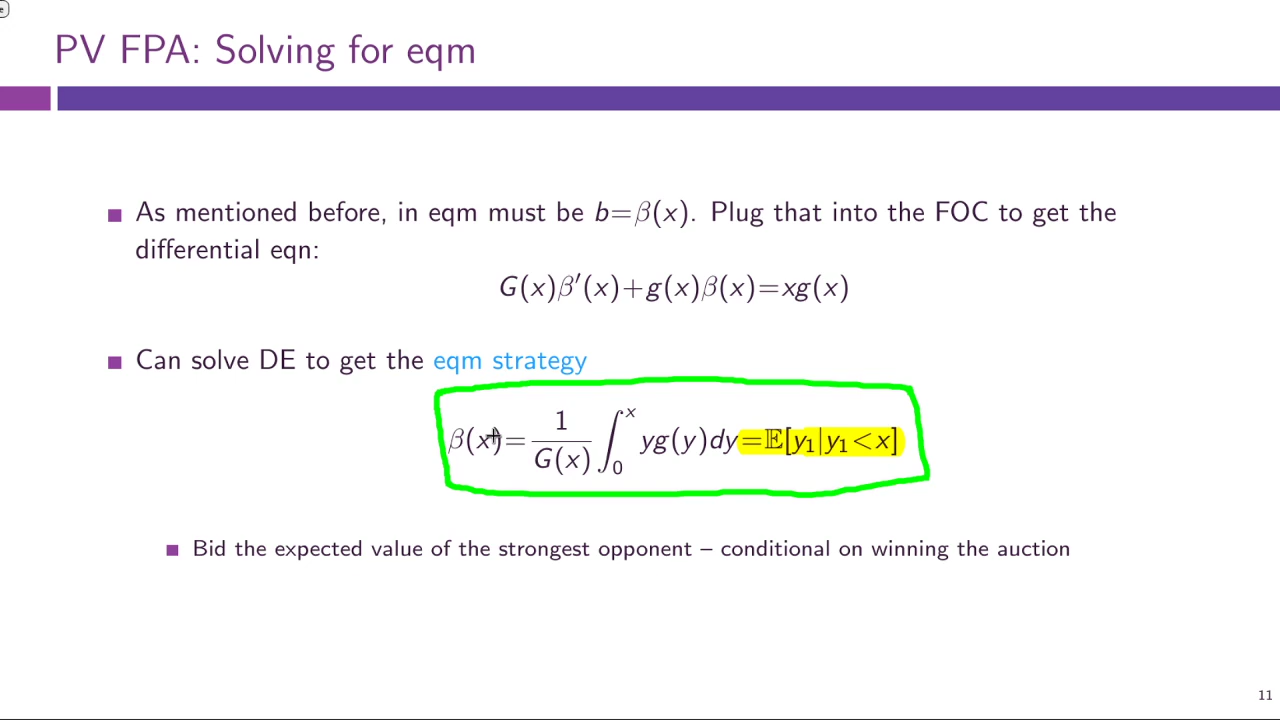 e
PV FPA: Solving for eqm
As mentioned before, in eqm must be b=β(x). Plug that into the FOC to get the
differential eqn:
G(x)β′(x)+g(x)β(x)=xg(x)
Can solve DE to get the eqm strategy
β(x)= 1/G(x) ∫₀ˣ yg(y)dy=𝔼[y₁|y₁<x]
Bid the expected value of the strongest opponent – conditional on winning the auction
11